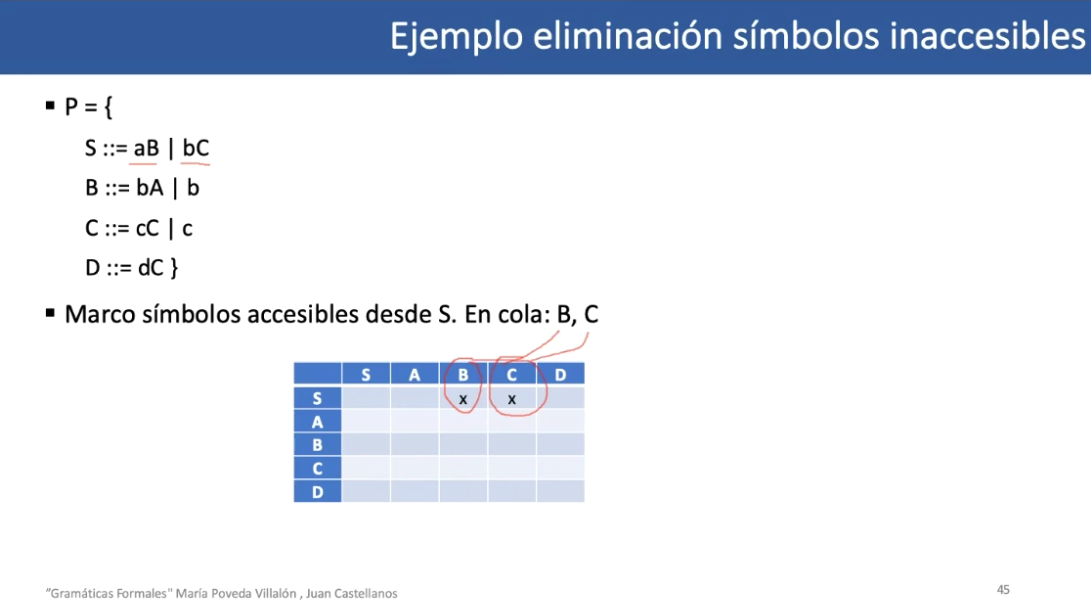 Ejemplo eliminación símbolos inaccesibles
▪ P = {
S ::= aB | bC
B ::= bA | b
C ::= cC | c
D ::= dC }
▪ Marco símbolos accesibles desde S. En cola: B, C
S A B C D
S x x
A
B
C
D
"Gramáticas Formales" María Poveda Villalón , Juan Castellanos
45